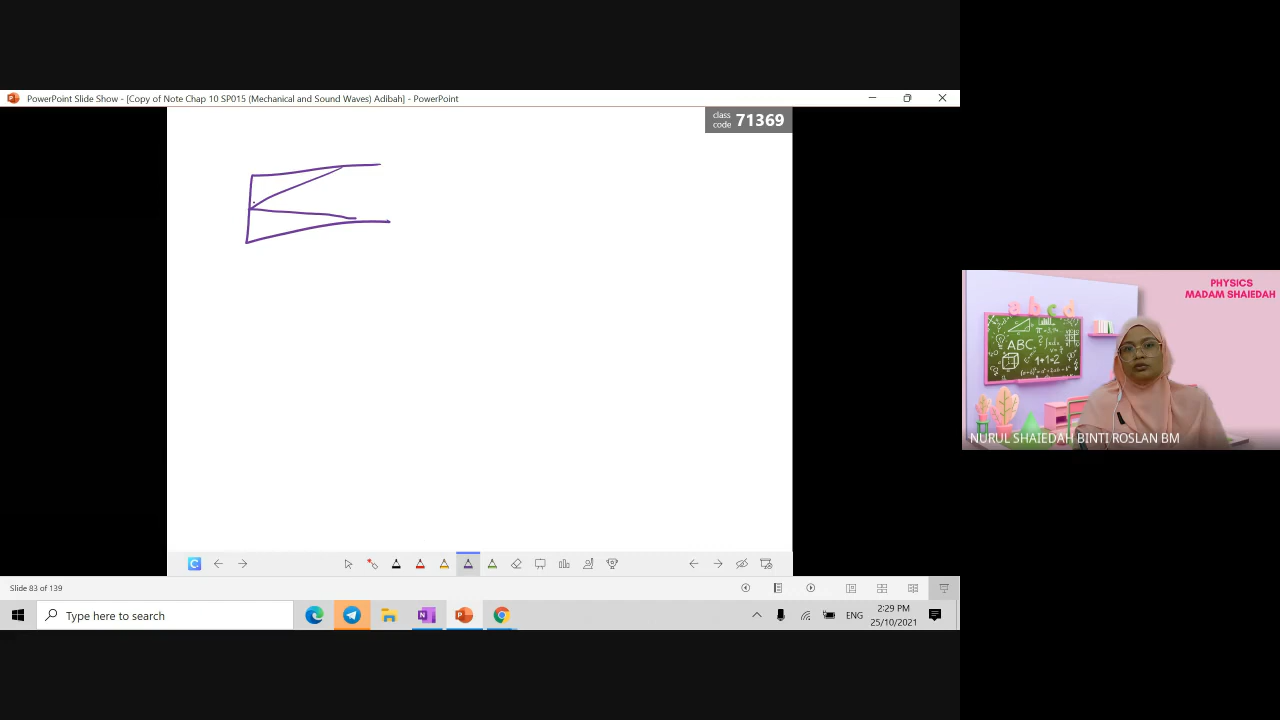 PowerPoint Slide Show - [Copy of Note Chap 10 SP015 (Mechanical and Sound Waves) Adibah] - PowerPoint
class code 71369
PHYSICS
MADAM SHAIEDAH
a b c d
ABC
1+1=2
NURUL SHAIEDAH BINTI ROSLAN BM
Slide 83 of 139
Type here to search
ENG
2:29 PM
25/10/2021